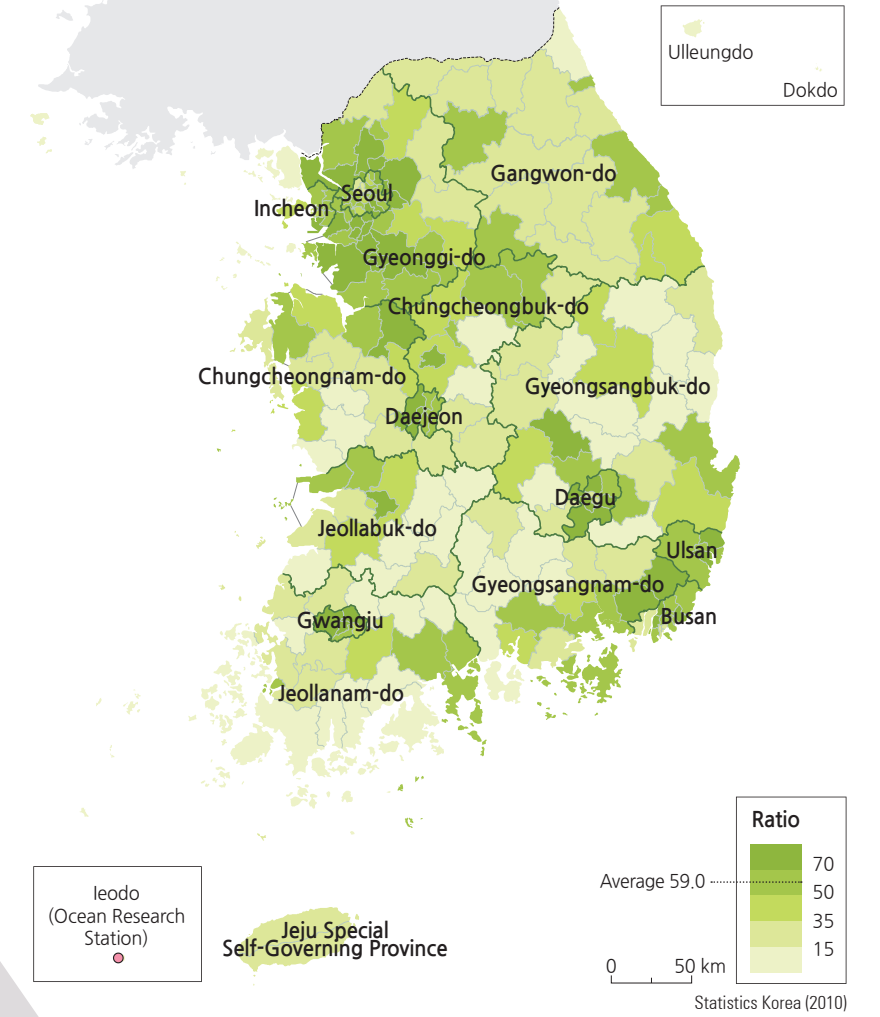 Ulleungdo
Dokdo
Gangwon-do
Seoul
Incheon
Gyeonggi-do
Chungcheongbuk-do
Chungcheongnam-do
Gyeongsangbuk-do
Daejeon
Daegu
Jeollabuk-do
Ulsan
Gyeongsangnam-do
Busan
Gwangju
Jeollanam-do
Ratio
70
Average 59.0
50
35
15
Ieodo
(Ocean Research
Station)
Jeju Special
Self-Governing Province
0 50 km
Statistics Korea (2010)